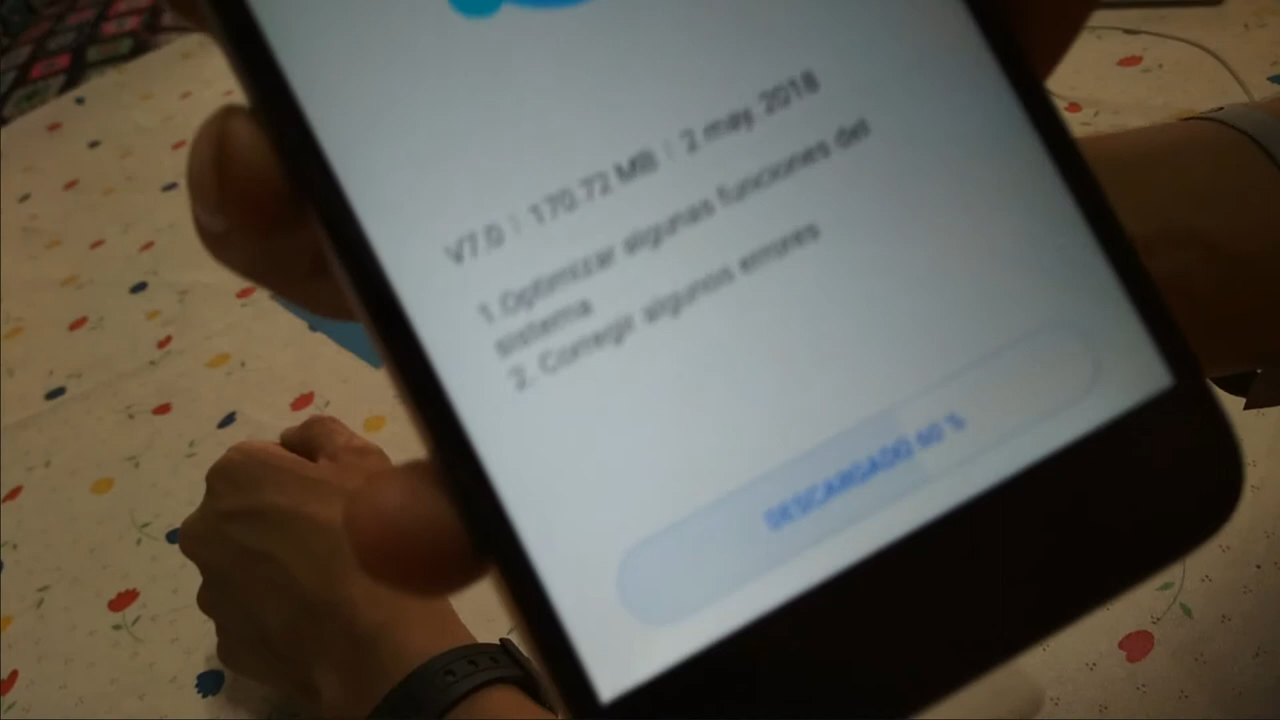 V7.0 | 170.72 MB | 2 may. 2018
1.Optimizar algunas funciones del
sistema
2. Corregir algunos errores
DESCARGADO 60 %